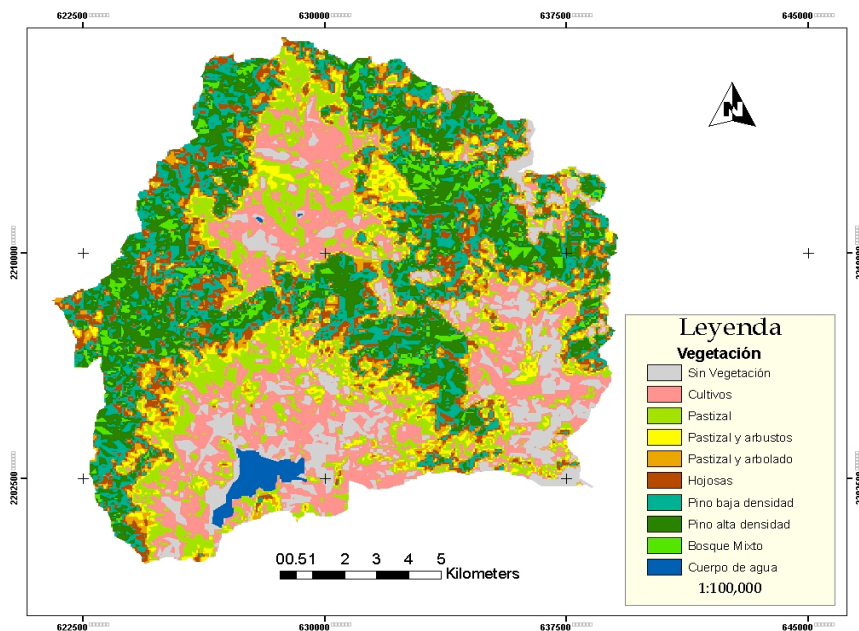 622500 630000 637500 645000
N
2210000
2202500
Leyenda
Vegetación
Sin Vegetación
Cultivos
Pastizal
Pastizal y arbustos
Pastizal y arbolado
Hojosas
Pino baja densidad
Pino alta densidad
Bosque Mixto
Cuerpo de agua
1:100,000
00.51 2 3 4 5
Kilometers
622500 630000 637500 645000